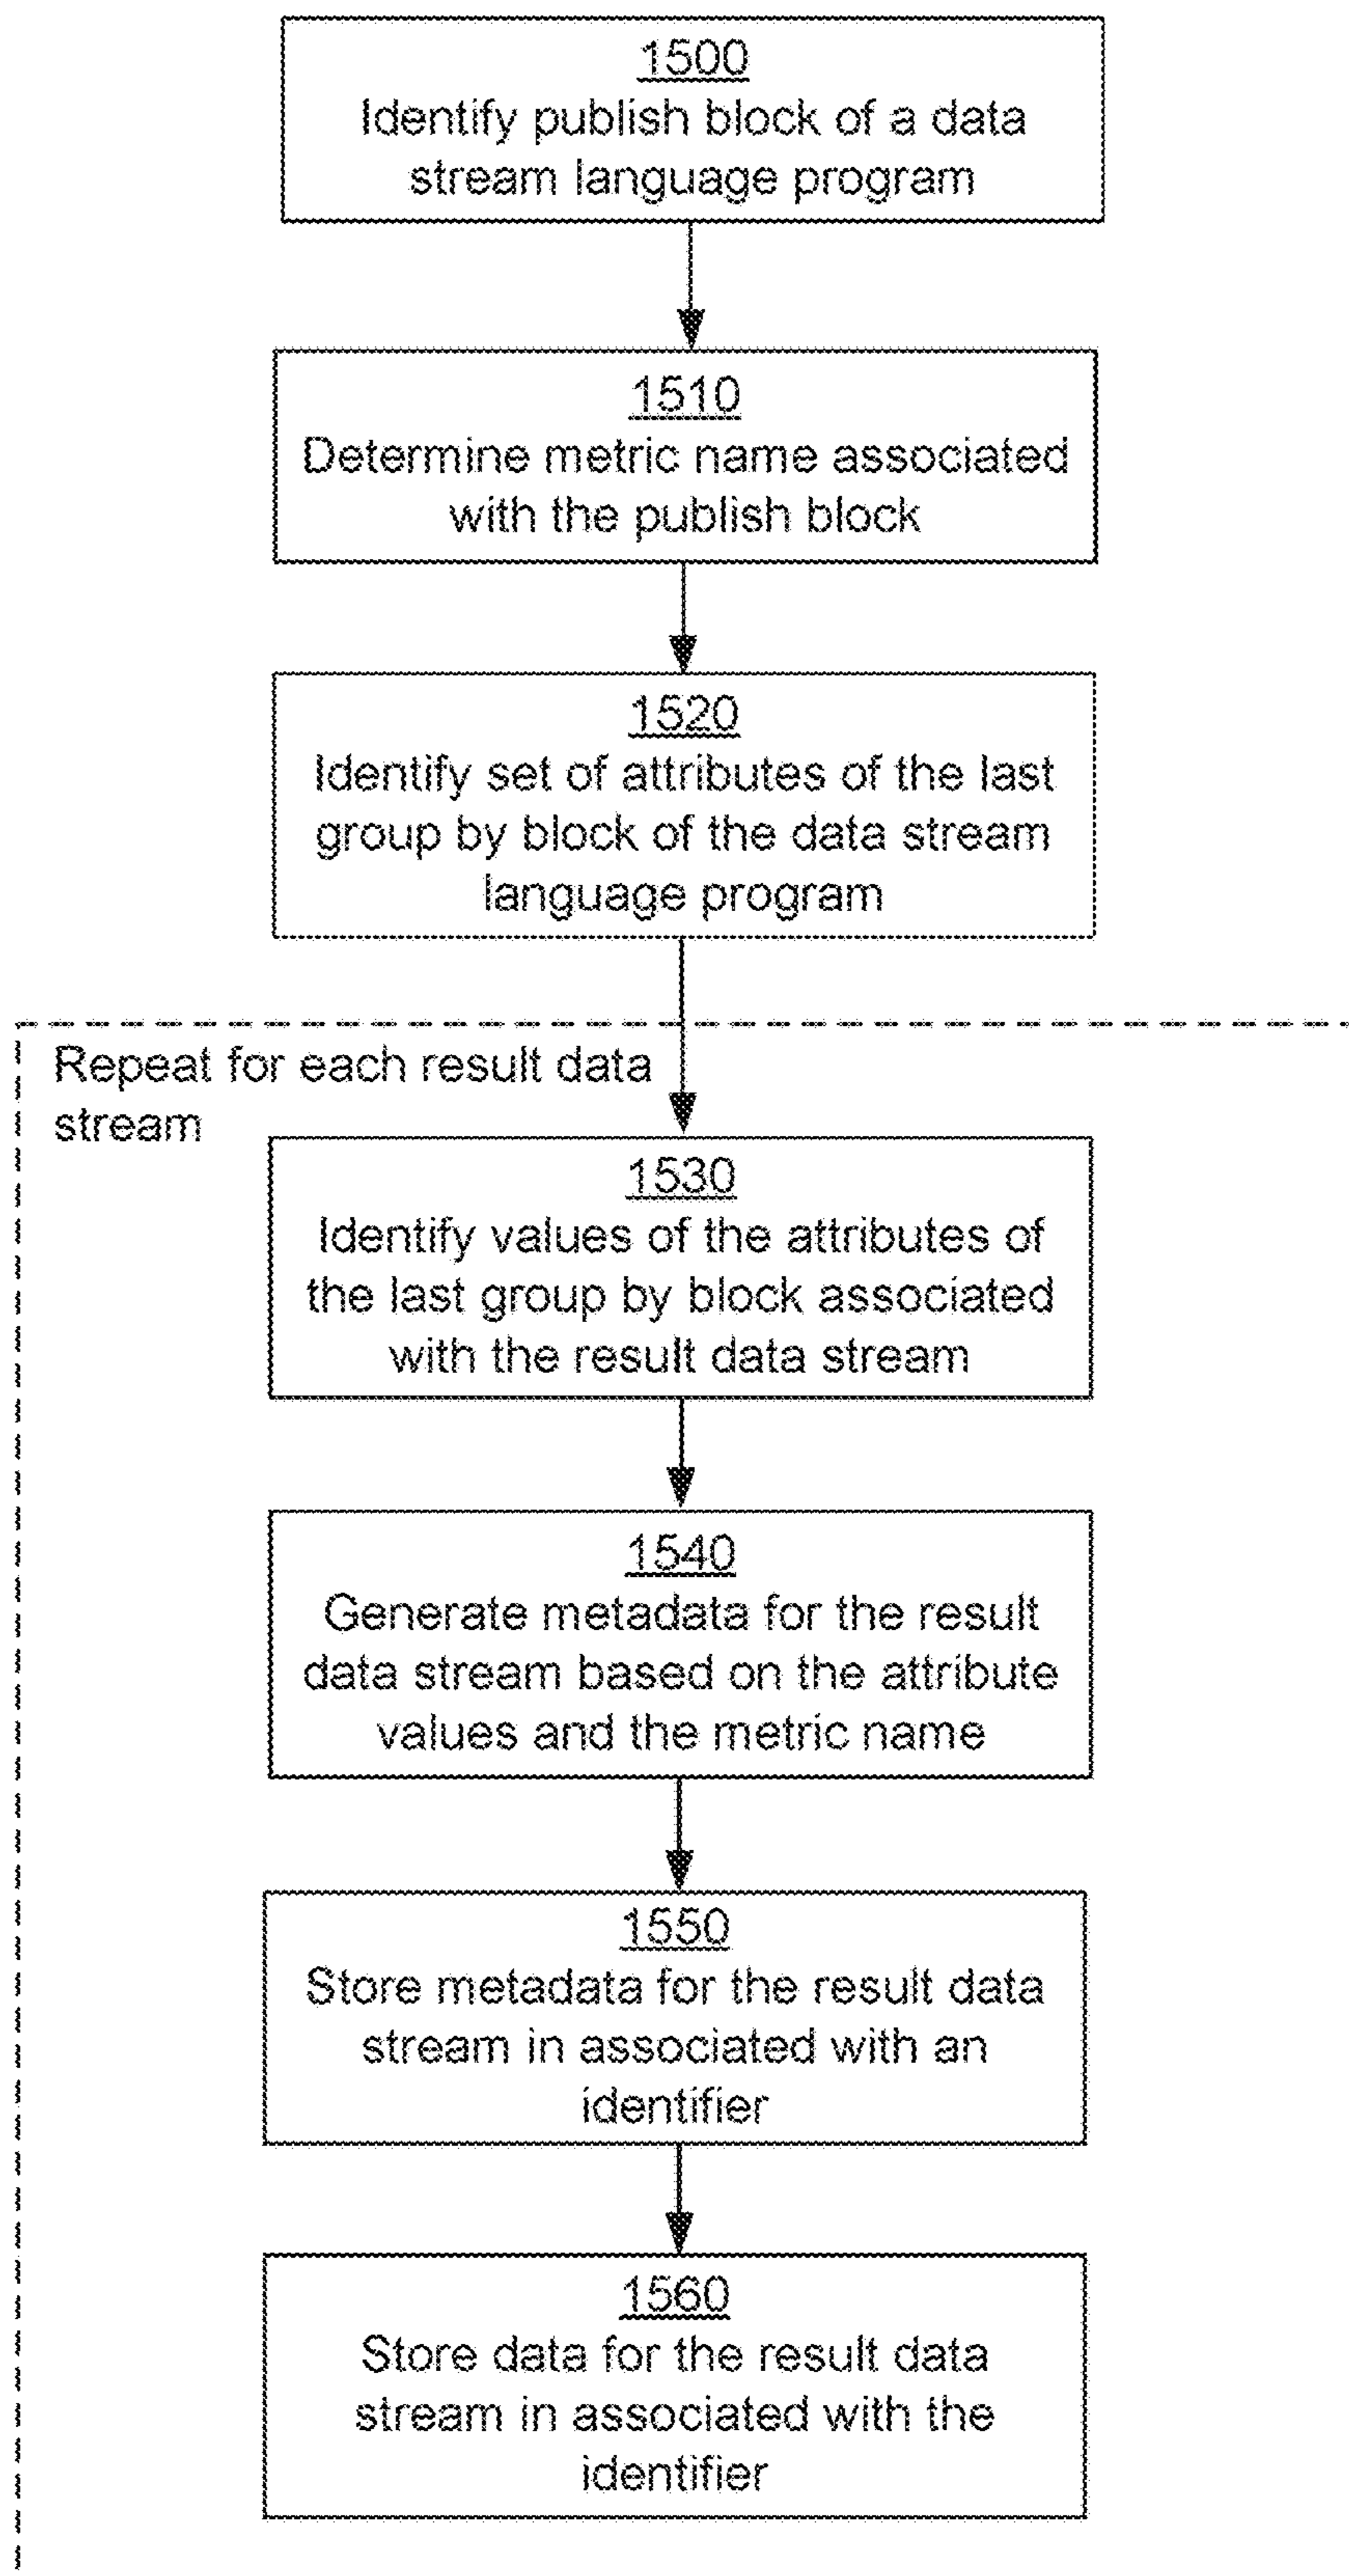 1500
Identify publish block of a data
stream language program
1510
Determine metric name associated
with the publish block
1520
Identify set of attributes of the last
group by block of the data stream
language program
Repeat for each result data
stream
1530
Identify values of the attributes of
the last group by block associated
with the result data stream
1540
Generate metadata for the result
data stream based on the attribute
values and the metric name
1550
Store metadata for the result data
stream in associated with an
identifier
1560
Store data for the result data
stream in associated with the
identifier